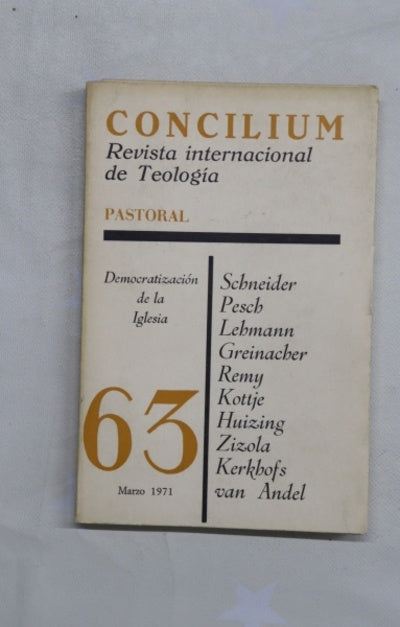 CONCILIUM
Revista internacional
de Teología
PASTORAL
Democratización
de la
Iglesia
63
Marzo 1971
Schneider
Pesch
Lehmann
Greinacher
Remy
Kottje
Huizing
Zizola
Kerkhofs
van Andel